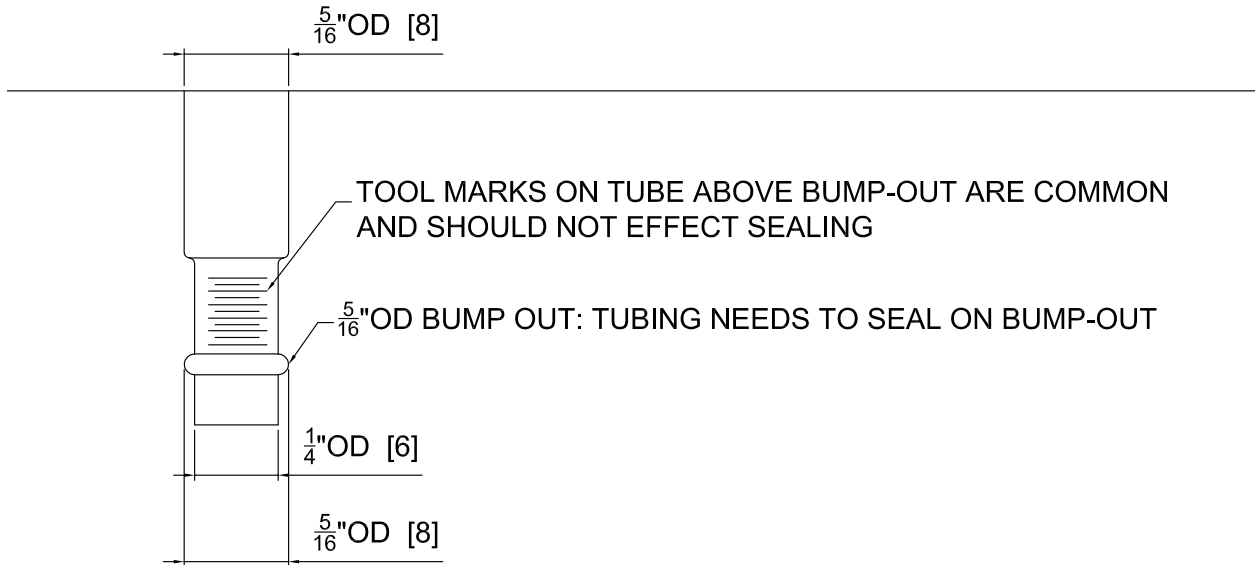 5/16"OD [8]
TOOL MARKS ON TUBE ABOVE BUMP-OUT ARE COMMON
AND SHOULD NOT EFFECT SEALING
5/16"OD BUMP OUT: TUBING NEEDS TO SEAL ON BUMP-OUT
1/4"OD [6]
5/16"OD [8]